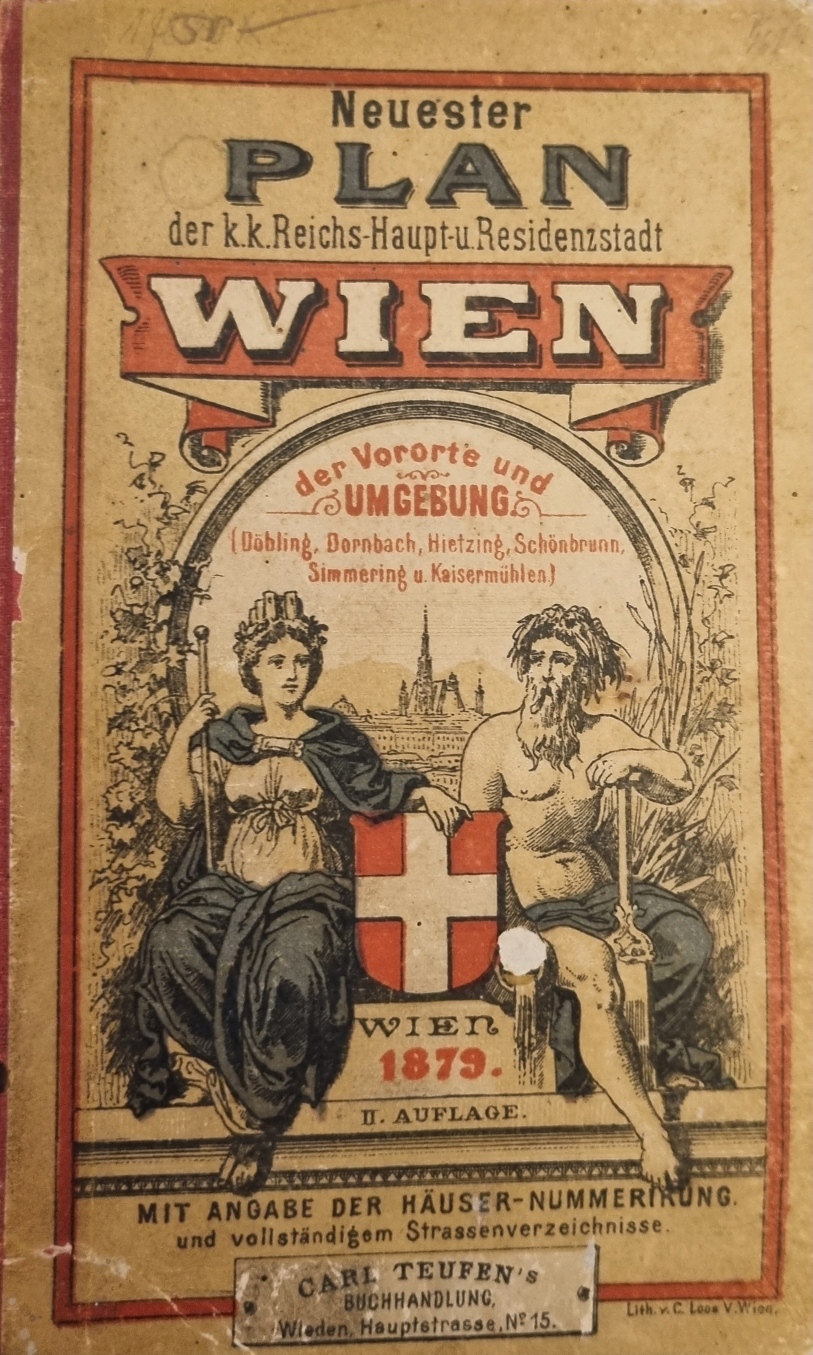 Neuester
PLAN
der k.k. Reichs-Haupt-u. Residenzstadt
WIEN
der Vororte und
UMGEBUNG
(Döbling, Dornbach, Hietzing, Schönbrunn,
Simmering u. Kaisermühlen)
WIEN
1879.
II. AUFLAGE.
MIT ANGABE DER HÄUSER-NUMMERIRUNG.
und vollständigem Strassenverzeichnisse.
CARL TEUFEN's
BUCHHANDLUNG,
Wieden, Hauptstrasse, No 15.
Lith. v. C. Loos V. Wien.